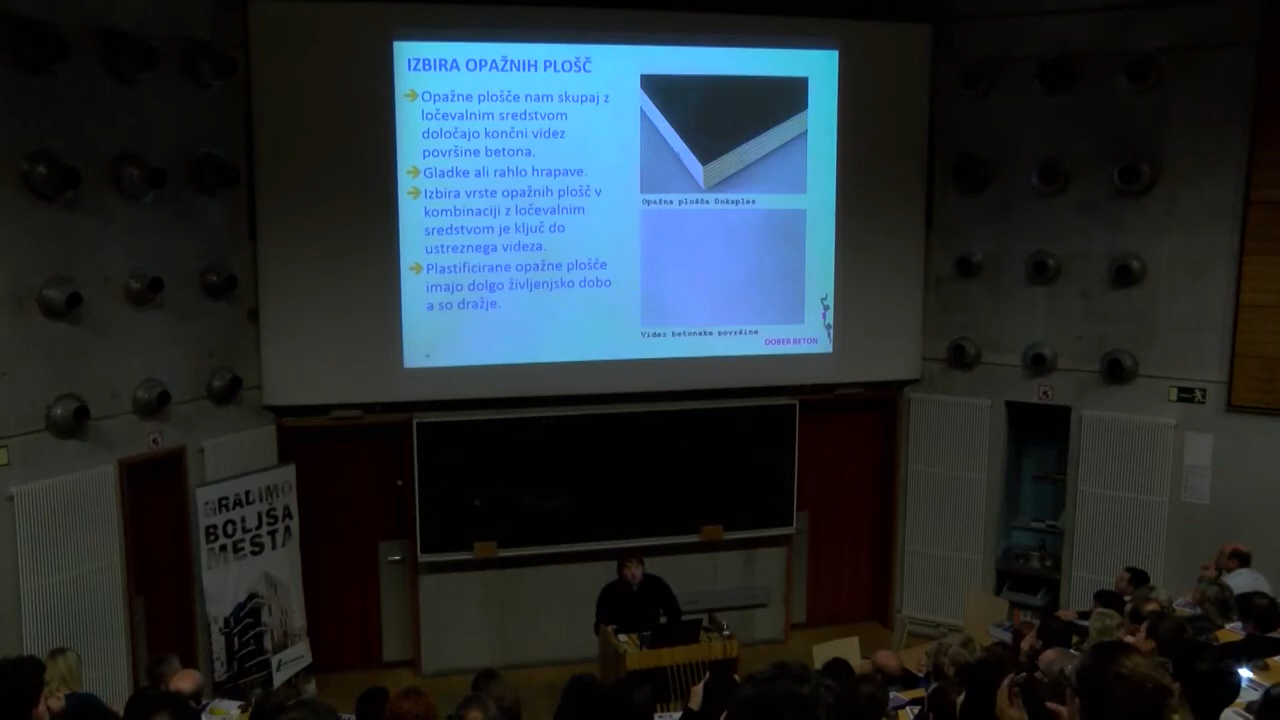 IZBIRA OPAŽNIH PLOŠČ
➔ Opažne plošče nam skupaj z
ločevalnim sredstvom
določajo končni videz
površine betona.
➔ Gladke ali rahlo hrapave.
➔ Izbira vrste opažnih plošč v
kombinaciji z ločevalnim
sredstvom je ključ do
ustreznega videza.
➔ Plastificirane opažne plošče
imajo dolgo življenjsko dobo
a so dražje.
Opažna plošča Dokaplex
Videz betonske površine
DOBER BETON
GRADIMO
BOLJŠA
MESTA